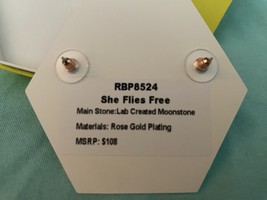 RBP8524
She Flies Free
Main Stone:Lab Created Moonstone
Materials: Rose Gold Plating
MSRP: $108